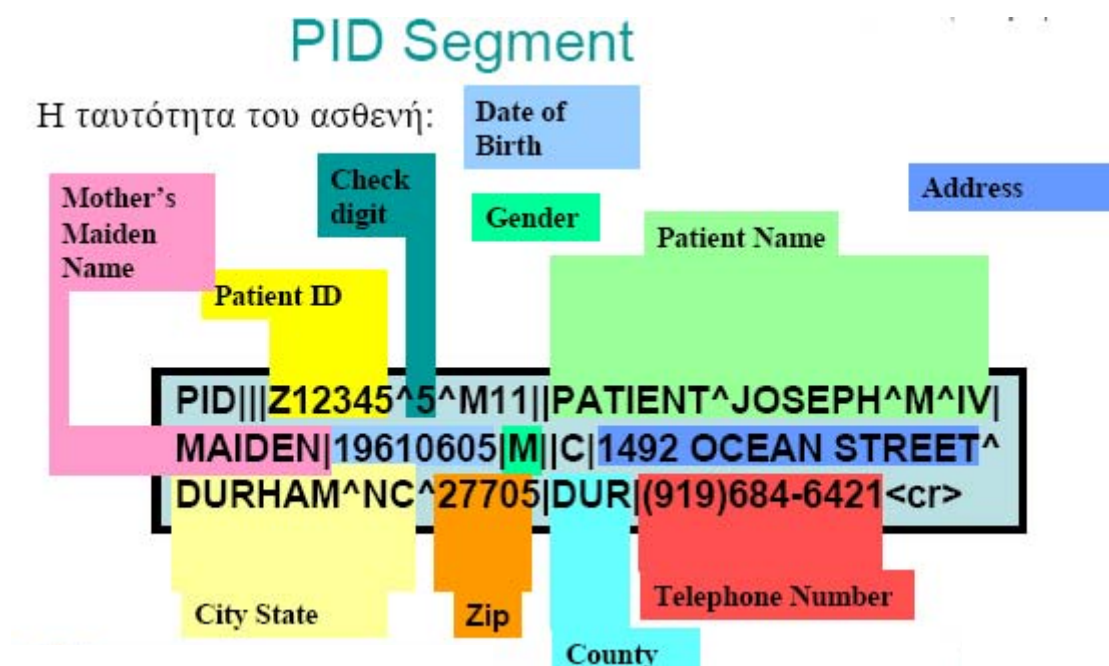 PID Segment
Η ταυτότητα του ασθενή:
Date of
Birth
Mother's
Maiden
Name
Check
digit
Gender
Patient Name
Address
Patient ID
PID|||Z12345^5^M11||PATIENT^JOSEPH^M^IV|
MAIDEN|19610605|M||C|1492 OCEAN STREET^
DURHAM^NC^27705|DUR|(919)684-6421<cr>
City State
Zip
County
Telephone Number